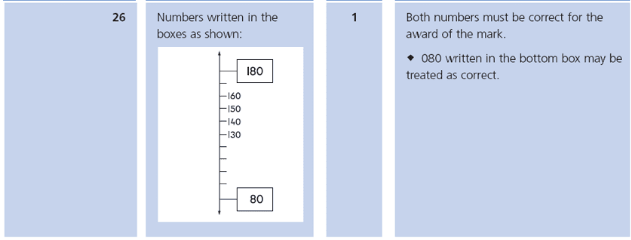 26
Numbers written in the
boxes as shown:
180
160
150
140
130
80
1
Both numbers must be correct for the
award of the mark.
◆ 080 written in the bottom box may be
treated as correct.